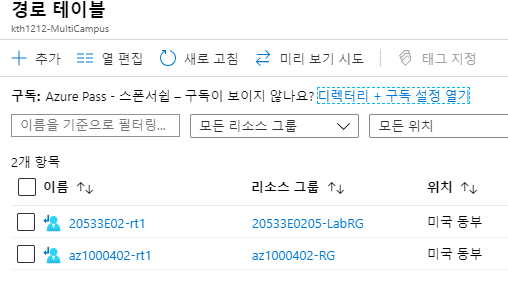 경로 테이블
kth1212-MultiCampus
추가 열 편집 새로 고침 미리 보기 시도 태그 지정
구독: Azure Pass - 스폰서쉽 – 구독이 보이지 않나요? 디렉터리 + 구독 설정 열기
이름을 기준으로 필터링... 모든 리소스 그룹 모든 위치
2개 항목
이름 ↑↓ 리소스 그룹 ↑↓ 위치 ↑↓
20533E02-rt1 20533E0205-LabRG 미국 동부
az1000402-rt1 az1000402-RG 미국 동부